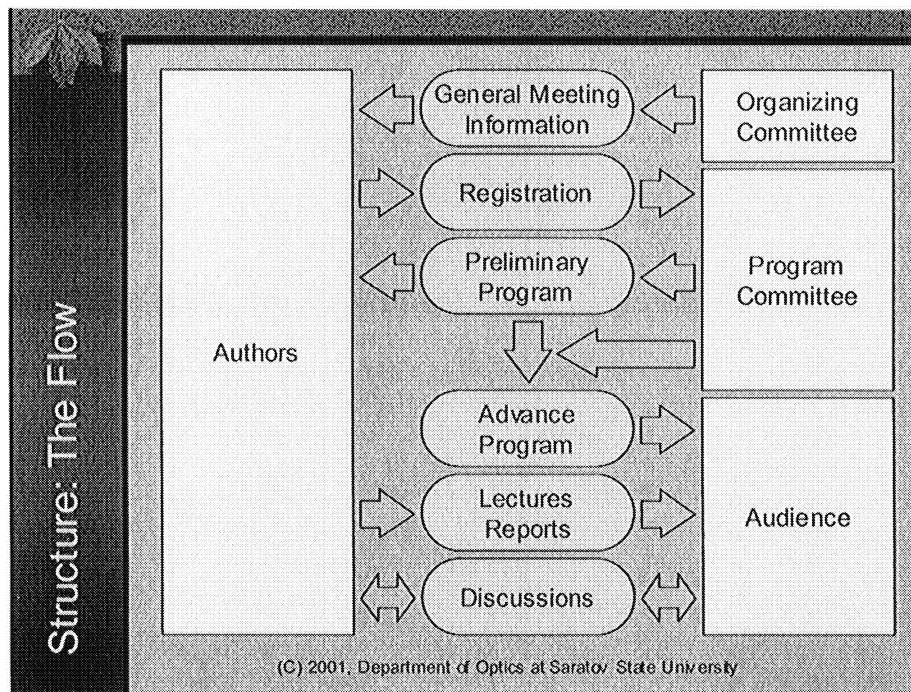 Structure: The Flow
Authors
General Meeting
Information
Registration
Preliminary
Program
Advance
Program
Lectures
Reports
Discussions
Organizing
Committee
Program
Committee
Audience
(C) 2001, Department of Optics at Saratov State University